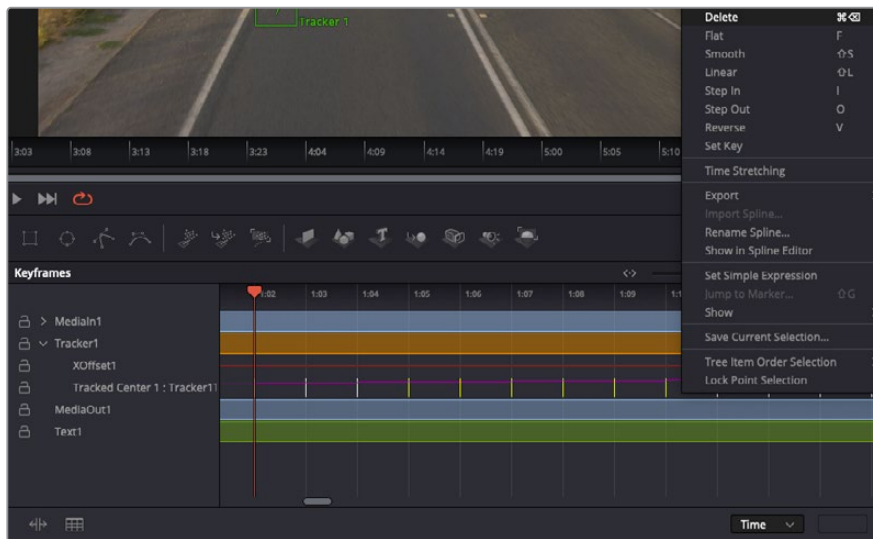 Tracker 1
Delete ⌘⌫
Flat F
Smooth ⇧S
Linear ⇧L
Step In I
Step Out O
Reverse V
Set Key
Time Stretching
Export
Import Spline...
Rename Spline...
Show in Spline Editor
Set Simple Expression
Jump to Marker... ⇧G
Show
Save Current Selection...
Tree Item Order Selection
Lock Point Selection
3:03 3:08 3:13 3:18 3:23 4:04 4:09 4:14 4:19 5:00 5:05 5:10
Keyframes
1:02 1:03 1:04 1:05 1:06 1:07 1:08 1:09
MediaIn1
Tracker1
XOffset1
Tracked Center 1 : Tracker1
MediaOut1
Text1
Time